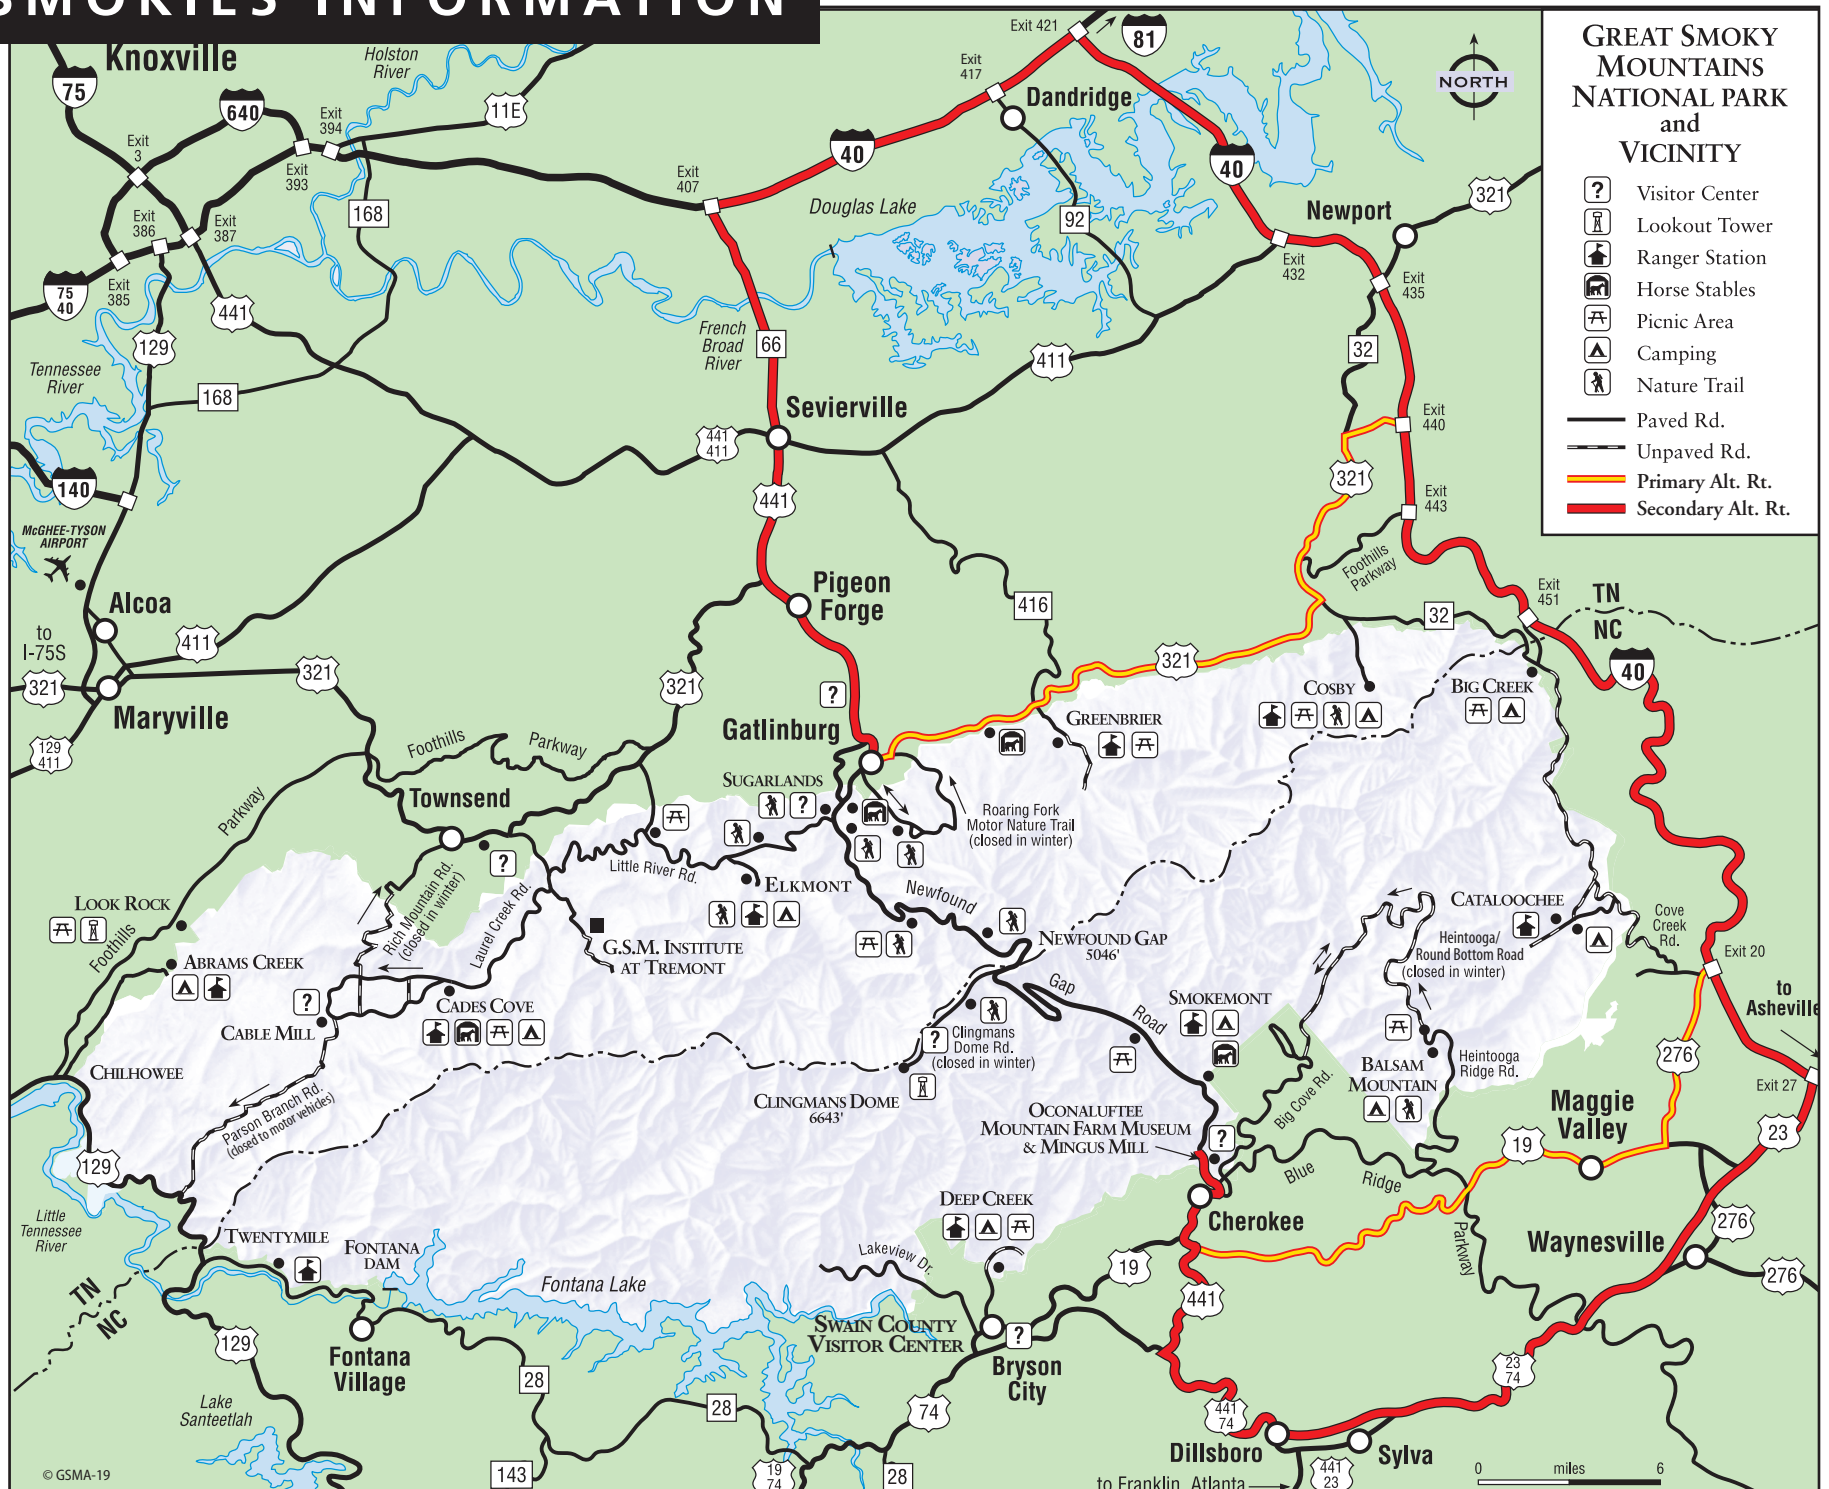 SMOKIES INFORMATION
GREAT SMOKY
MOUNTAINS
NATIONAL PARK
and
VICINITY
? Visitor Center
Lookout Tower
Ranger Station
Horse Stables
Picnic Area
Camping
Nature Trail
Paved Rd.
Unpaved Rd.
Primary Alt. Rt.
Secondary Alt. Rt.
NORTH
Knoxville
75
640
Holston
River
11E
Exit
394
Exit
3
Exit
393
Exit
386
Exit
387
Exit
385
75
40
168
441
129
Tennessee
River
168
140
McGHEE-TYSON
AIRPORT
Alcoa
to
I-75S
411
321
321
Maryville
129
411
Exit 421
81
Exit
417
Dandridge
40
40
Exit
407
Douglas Lake
92
Newport
321
Exit
432
Exit
435
French
Broad
River
66
411
32
Sevierville
441
411
Exit
440
441
321
Exit
443
Foothills
Parkway
Pigeon
Forge
416
Exit
451
TN
NC
32
40
321
321
?
Gatlinburg
COSBY
BIG CREEK
GREENBRIER
Foothills
Parkway
Parkway
Townsend
SUGARLANDS
?
Roaring Fork
Motor Nature Trail
(closed in winter)
?
Little River Rd.
ELKMONT
Newfound
Rich Mountain Rd.
(closed in winter)
Laurel Creek Rd.
LOOK ROCK
Foothills
G.S.M. INSTITUTE
AT TREMONT
NEWFOUND GAP
5046'
CATALOOCHEE
Heintooga/
Round Bottom Road
(closed in winter)
Cove
Creek
Rd.
Exit 20
ABRAMS CREEK
?
CABLE MILL
CADES COVE
Gap
Road
SMOKEMONT
to
Asheville
?
Clingmans
Dome Rd.
(closed in winter)
CLINGMANS DOME
6643'
CHILHOWEE
Parson Branch Rd.
(closed to motor vehicles)
BALSAM
MOUNTAIN
Heintooga
Ridge Rd.
276
Exit 27
Big Cove Rd.
OCONALUFTEE
MOUNTAIN FARM MUSEUM
& MINGUS MILL
?
Maggie
Valley
23
19
129
Blue
Ridge
Parkway
DEEP CREEK
Cherokee
Little
Tennessee
River
TWENTYMILE
FONTANA
DAM
Fontana Lake
Lakeview Dr.
19
Waynesville
276
276
TN
NC
441
SWAIN COUNTY
VISITOR CENTER
?
Bryson
City
129
Fontana
Village
28
28
74
23
74
Lake
Santeetlah
441
74
Dillsboro
Sylva
© GSMA-19
143
19
74
28
to Franklin, Atlanta
441
23
0 miles 6